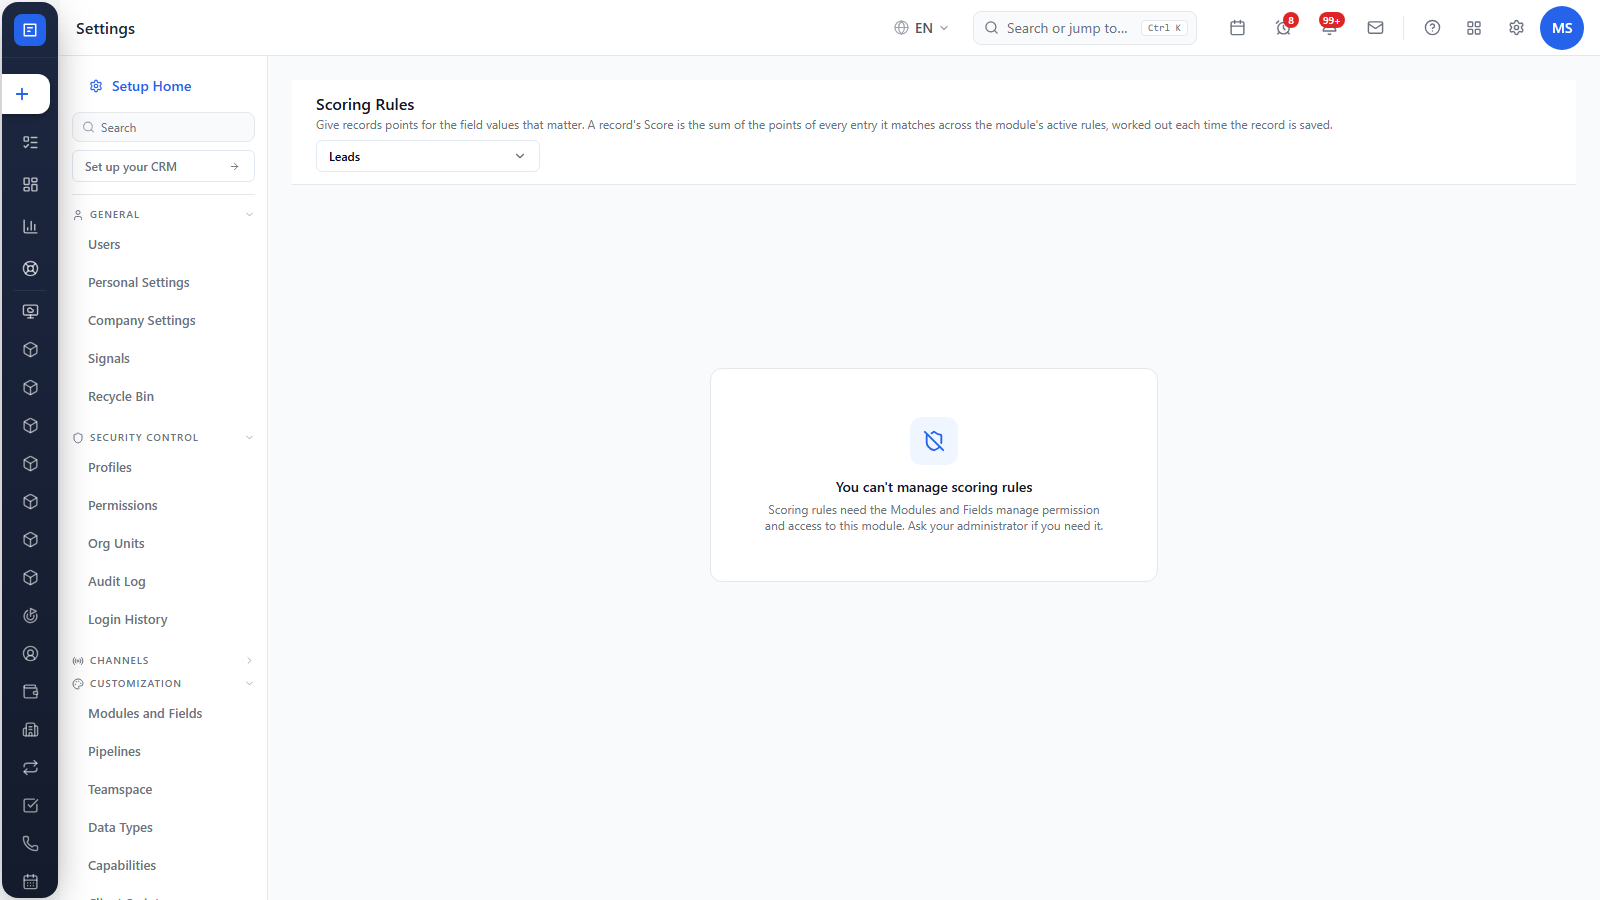 Settings
EN
Search or jump to...
Ctrl K
8
99+
MS
Setup Home
Search
Set up your CRM
GENERAL
Users
Personal Settings
Company Settings
Signals
Recycle Bin
SECURITY CONTROL
Profiles
Permissions
Org Units
Audit Log
Login History
CHANNELS
CUSTOMIZATION
Modules and Fields
Pipelines
Teamspace
Data Types
Capabilities
Scoring Rules
Give records points for the field values that matter. A record's Score is the sum of the points of every entry it matches across the module's active rules, worked out each time the record is saved.
Leads
You can't manage scoring rules
Scoring rules need the Modules and Fields manage permission
and access to this module. Ask your administrator if you need it.